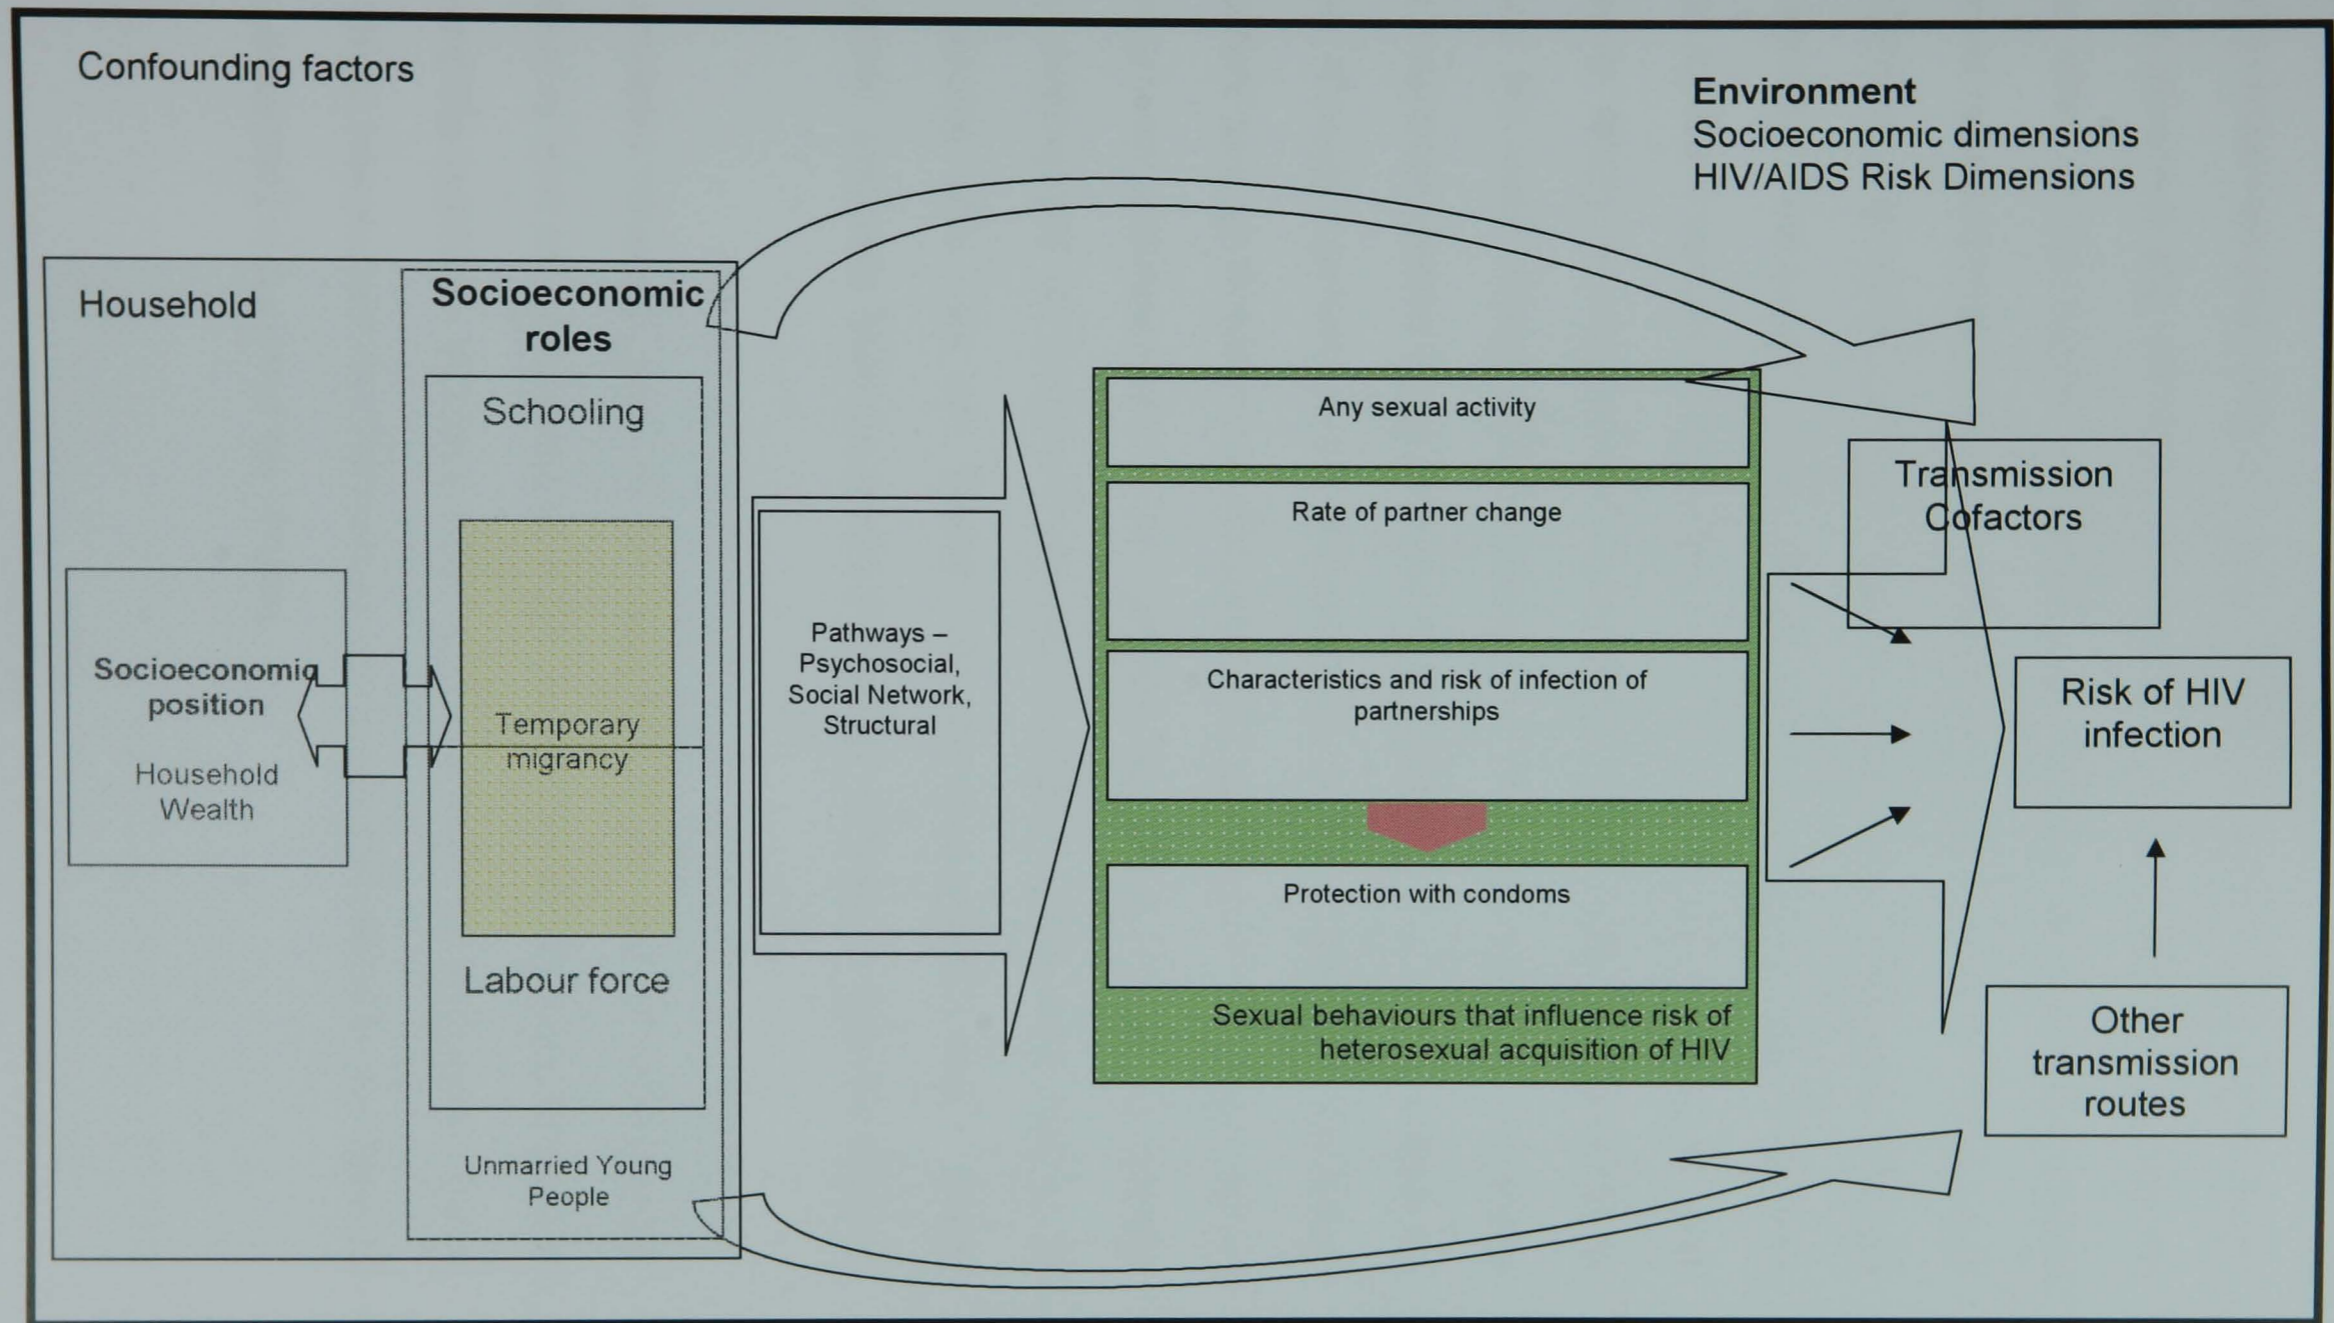 Confounding factors
Environment
Socioeconomic dimensions
HIV/AIDS Risk Dimensions
Household
Socioeconomic
roles
Schooling
Temporary
migrancy
Labour force
Unmarried Young
People
Socioeconomic
position
Household
Wealth
Pathways –
Psychosocial,
Social Network,
Structural
Any sexual activity
Rate of partner change
Characteristics and risk of infection of
partnerships
Protection with condoms
Sexual behaviours that influence risk of
heterosexual acquisition of HIV
Transmission
Cofactors
Risk of HIV
infection
Other
transmission
routes